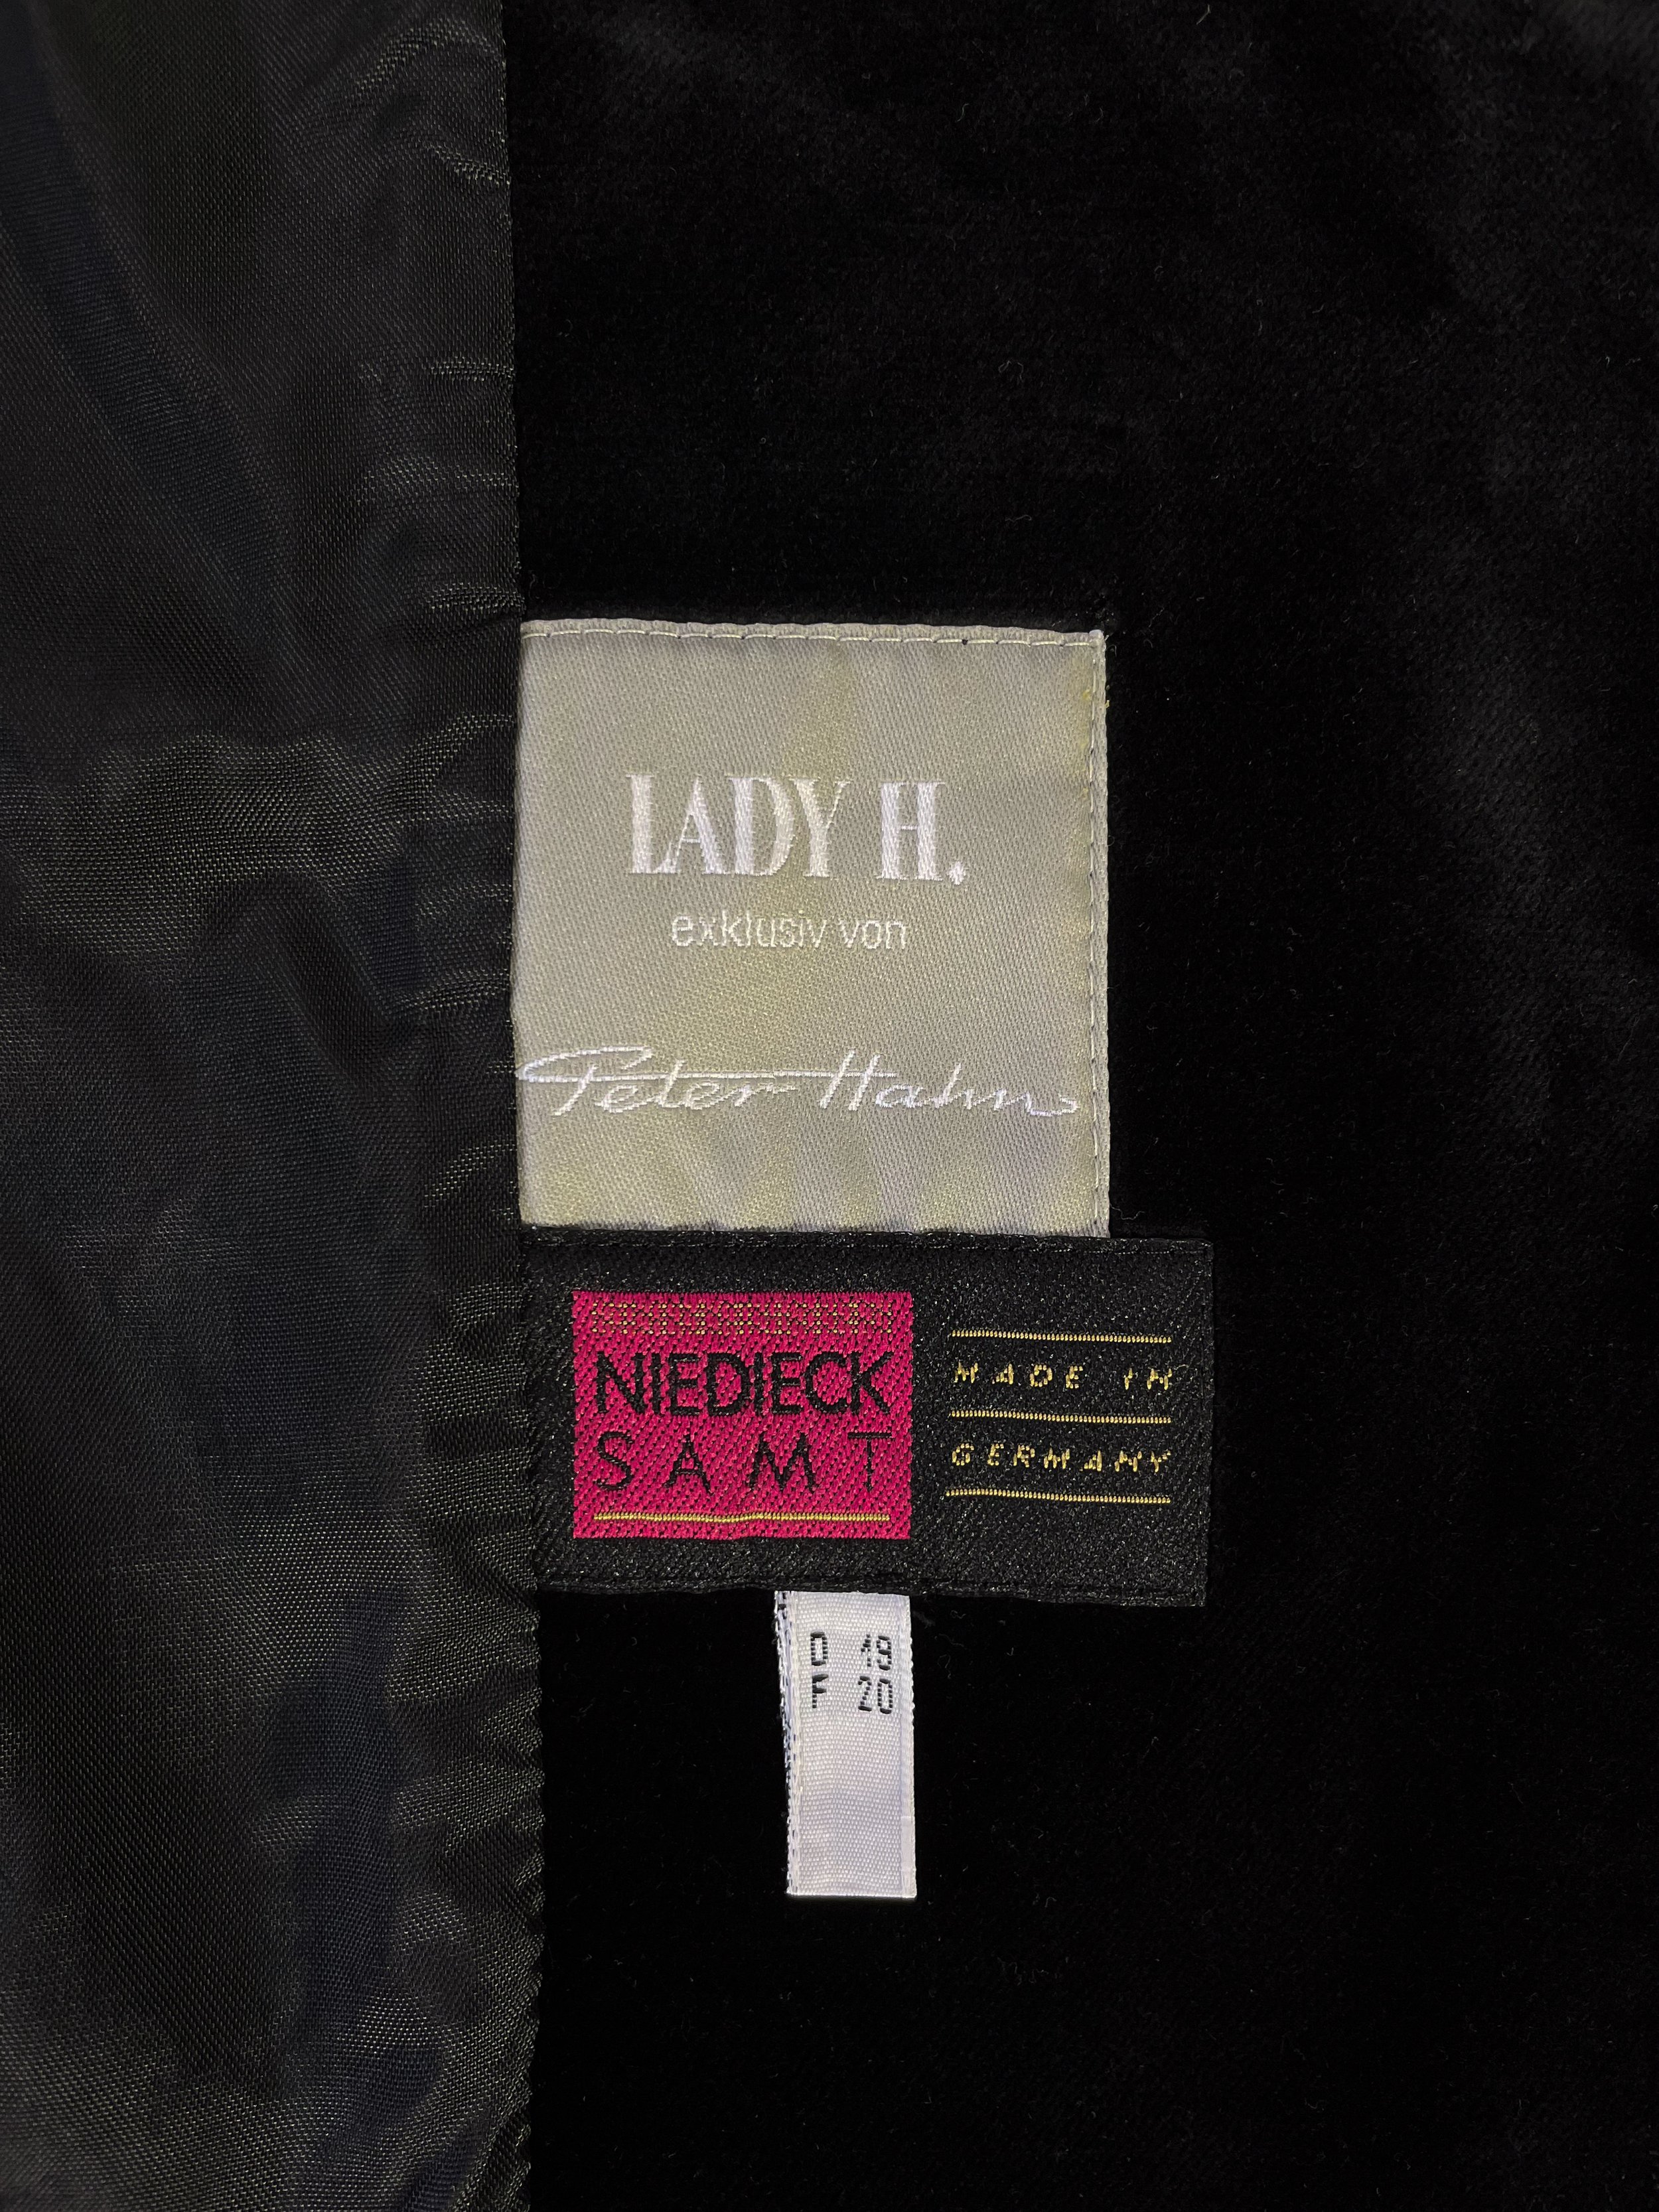 LADY H.
exklusiv von
Peter Hahn
NIEDIECK
SAMT
MADE IN
GERMANY
D 19
F 20